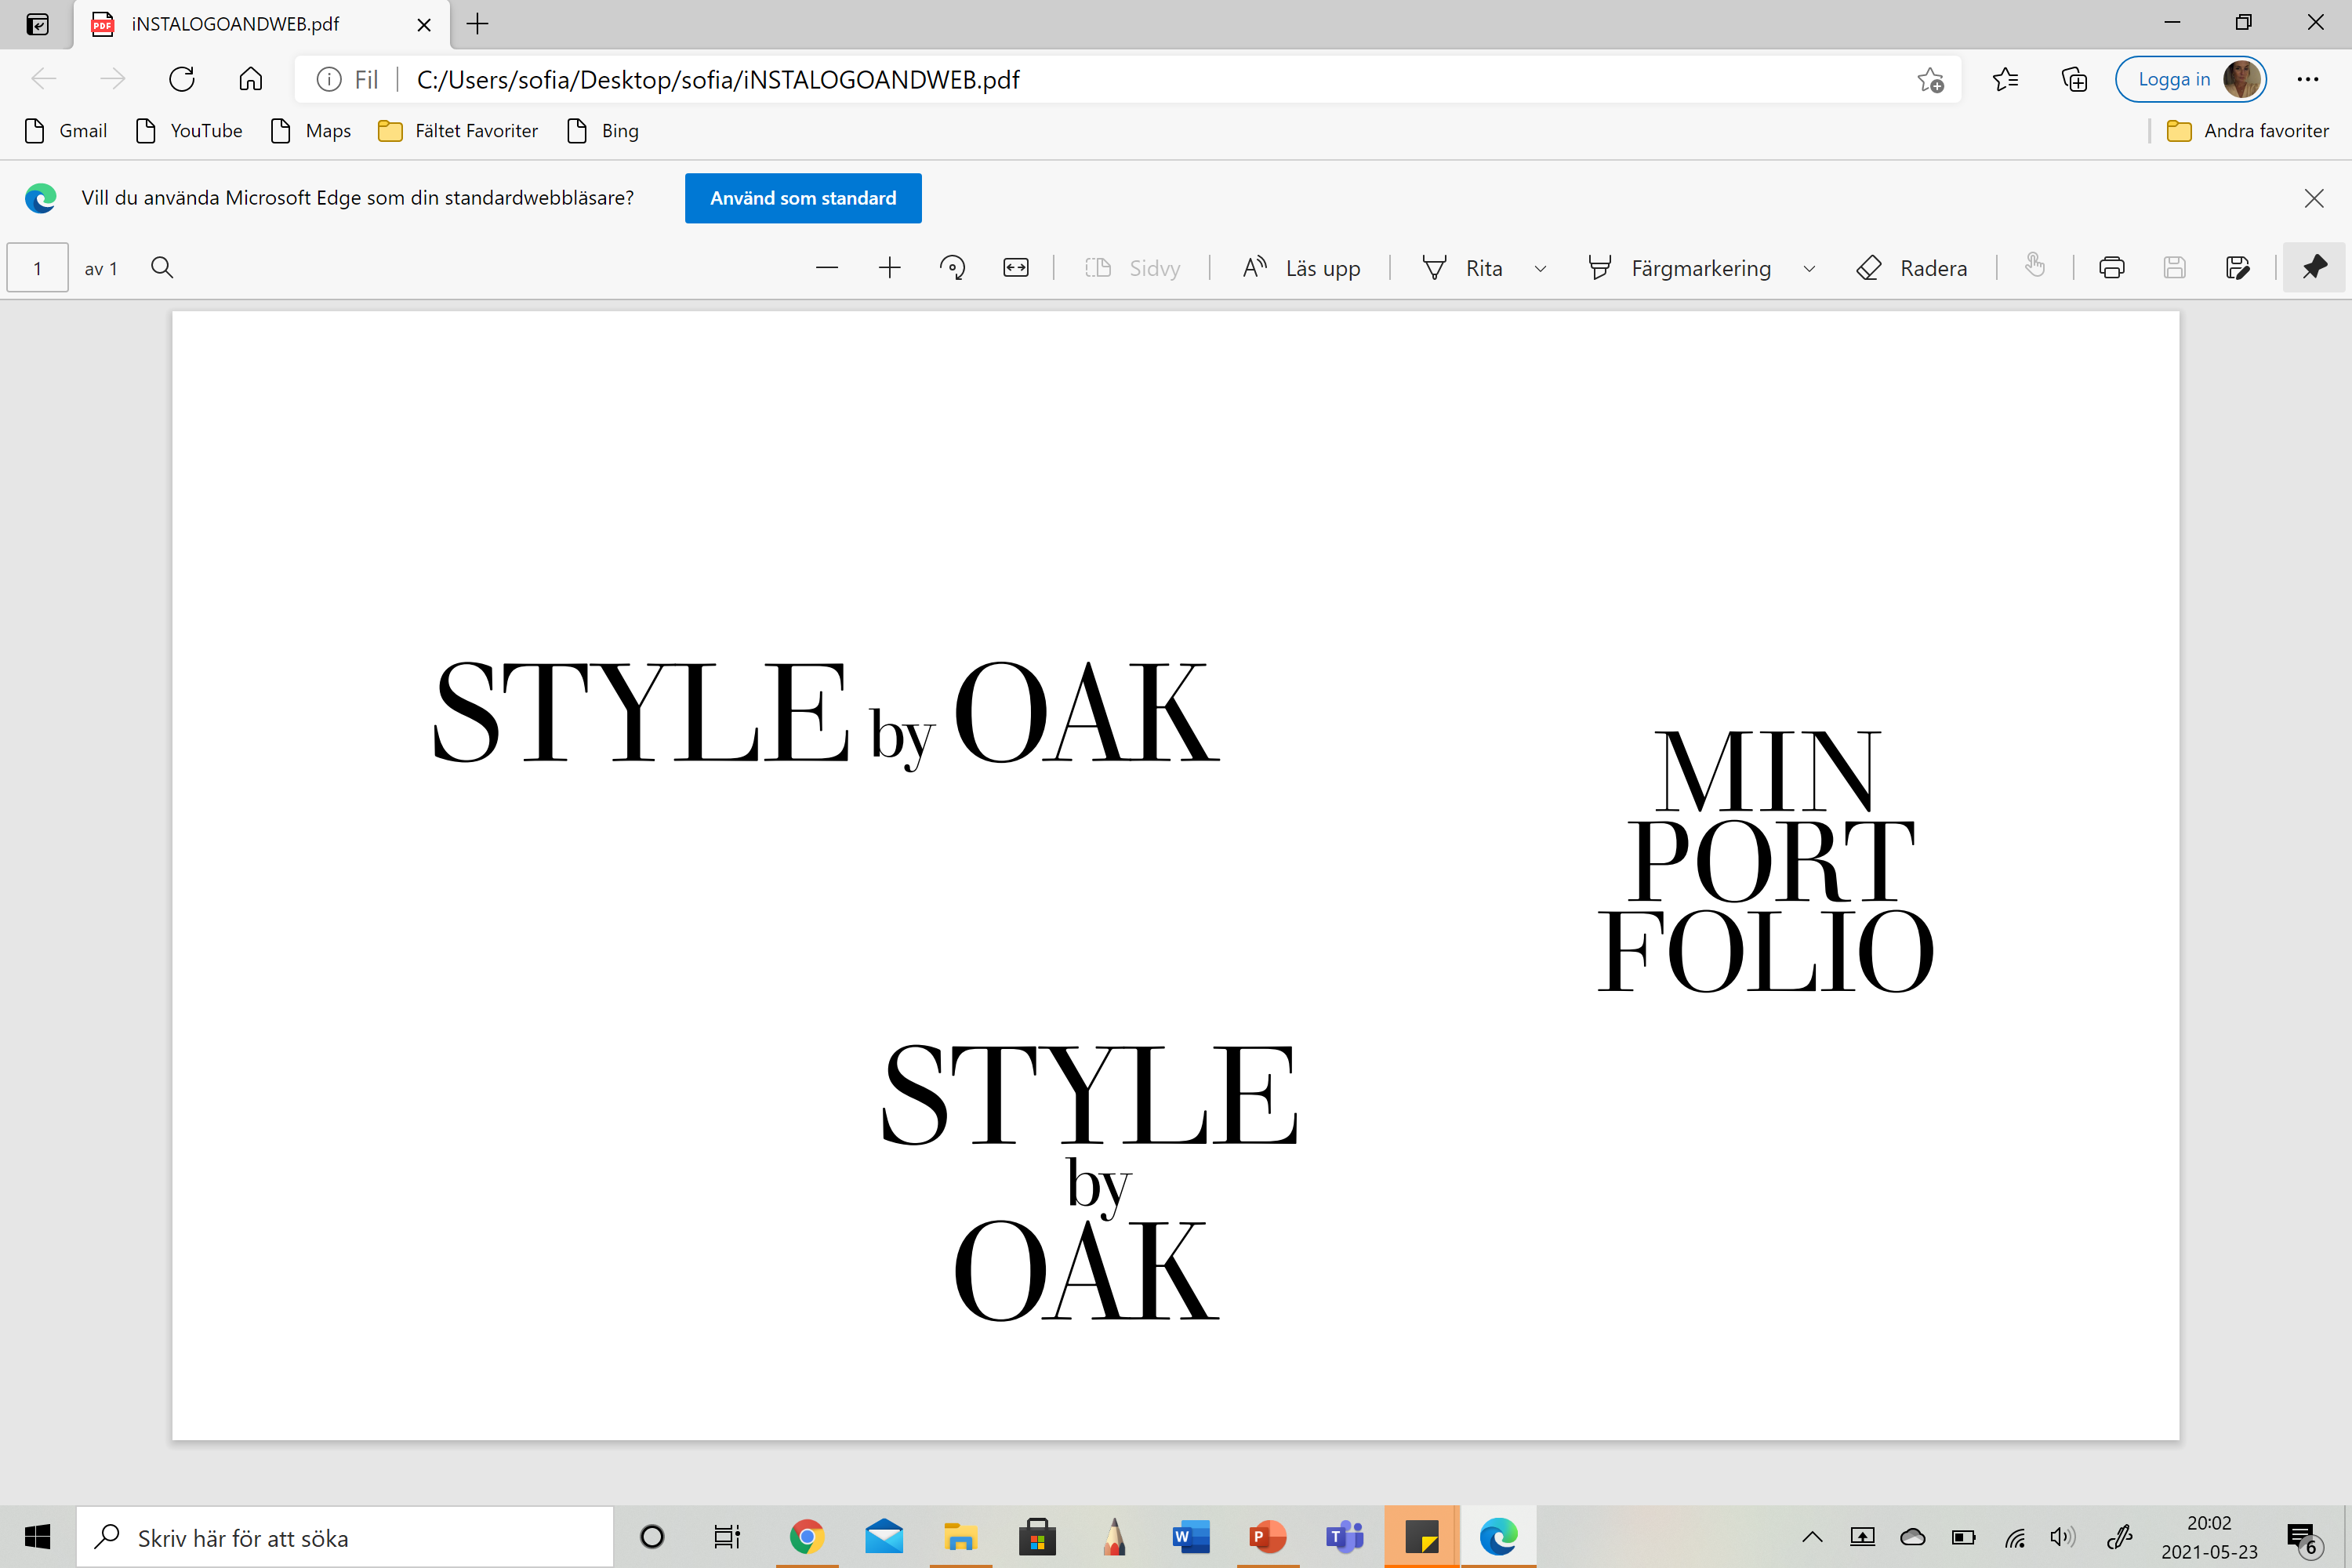 iNSTALOGOANDWEB.pdf
Fil
C:/Users/sofia/Desktop/sofia/iNSTALOGOANDWEB.pdf
Logga in
Gmail
YouTube
Maps
Fältet Favoriter
Bing
Andra favoriter
Vill du använda Microsoft Edge som din standardwebbläsare?
Använd som standard
1
av 1
Sidvy
Läs upp
Rita
Färgmarkering
Radera
STYLE by OAK
MIN
PORT
FOLIO
STYLE
by
OAK
Skriv här för att söka
20:02
2021-05-23
6